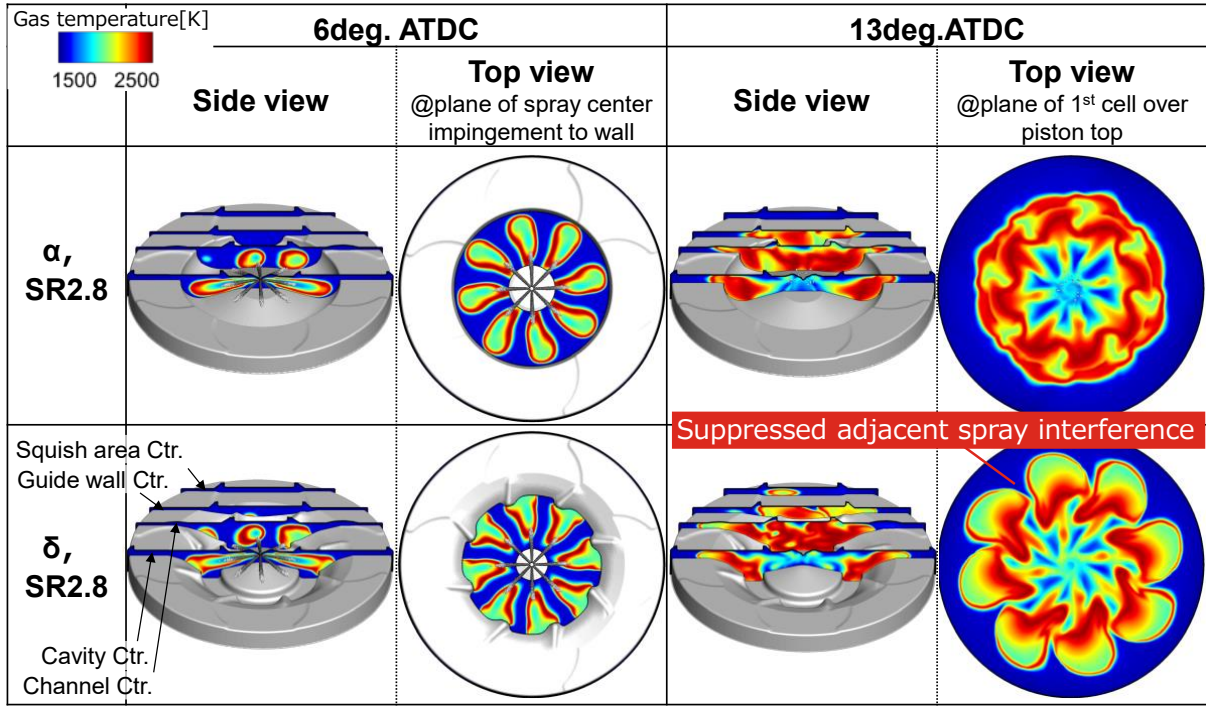 Gas temperature[K]
1500 2500
6deg. ATDC
13deg.ATDC
Side view
Top view
@plane of spray center
impingement to wall
Side view
Top view
@plane of 1st cell over
piston top
α,
SR2.8
Suppressed adjacent spray interference
Squish area Ctr.
Guide wall Ctr.
δ,
SR2.8
Cavity Ctr.
Channel Ctr.